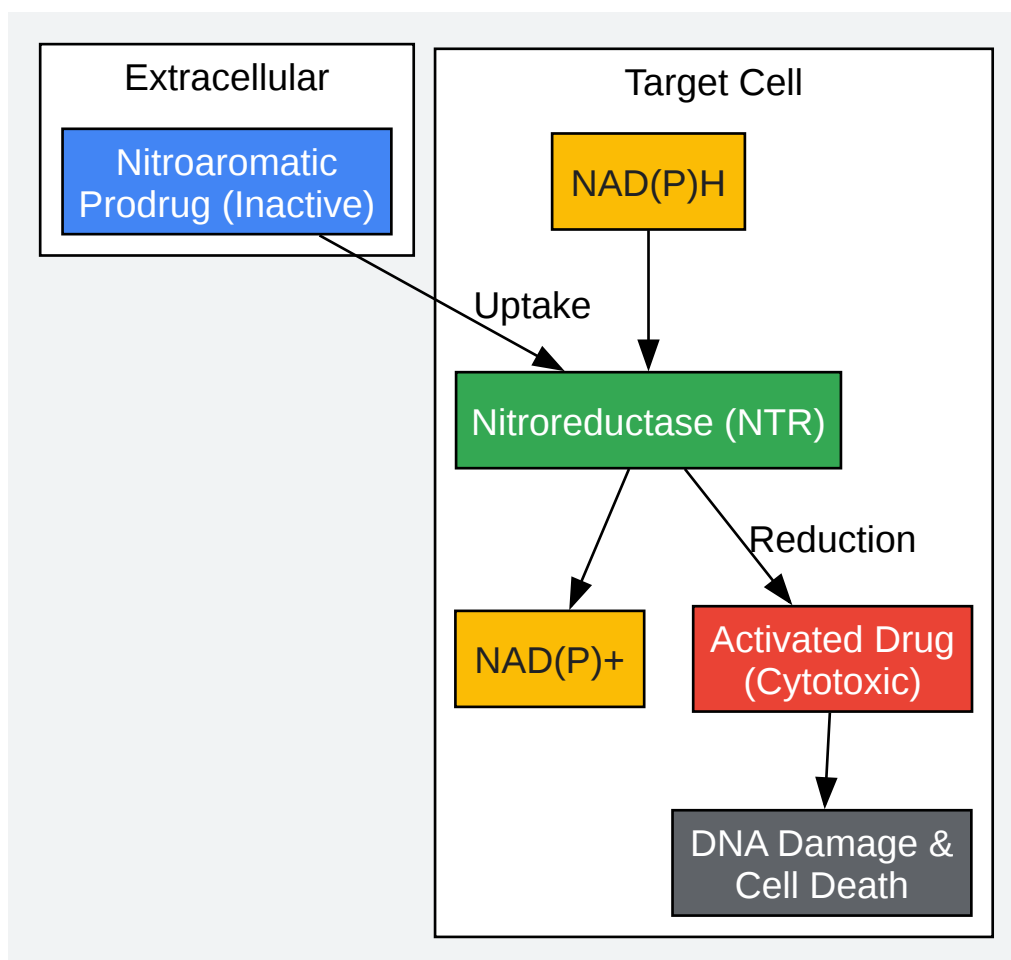 Extracellular
Nitroaromatic
Prodrug (Inactive)
Target Cell
NAD(P)H
Uptake
Nitroreductase (NTR)
Reduction
NAD(P)+
Activated Drug
(Cytotoxic)
DNA Damage &
Cell Death